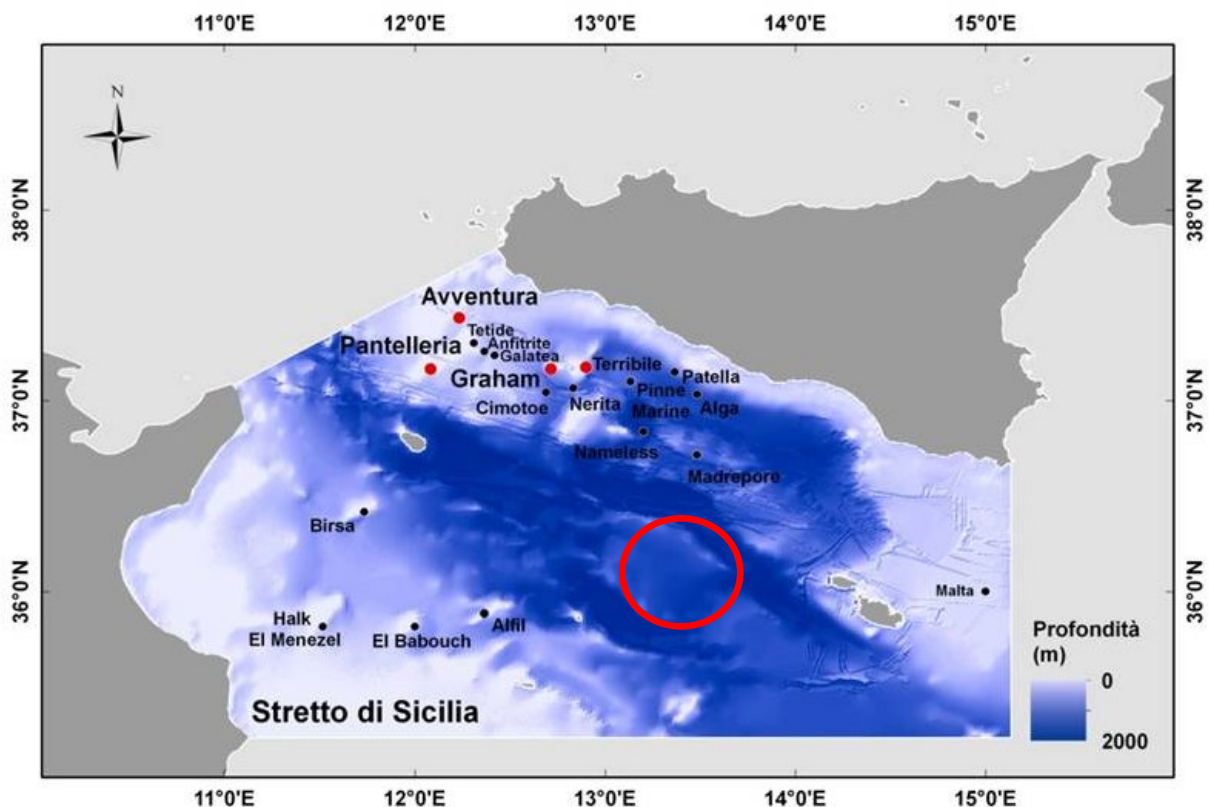 11°0'E 12°0'E 13°0'E 14°0'E 15°0'E
N
38°0'N 38°0'N
Avventura
Tetide
Pantelleria Anfitrite
Galatea
Terribile
Graham Patella
Pinne
Marine
Cimotoe Nerita Alga
37°0'N 37°0'N
Nameless
Madrepore
Birsa
36°0'N 36°0'N
Malta
Halk
El Menezel
El Babouch
Alfil
Profondità
(m)
0
2000
Stretto di Sicilia
11°0'E 12°0'E 13°0'E 14°0'E 15°0'E